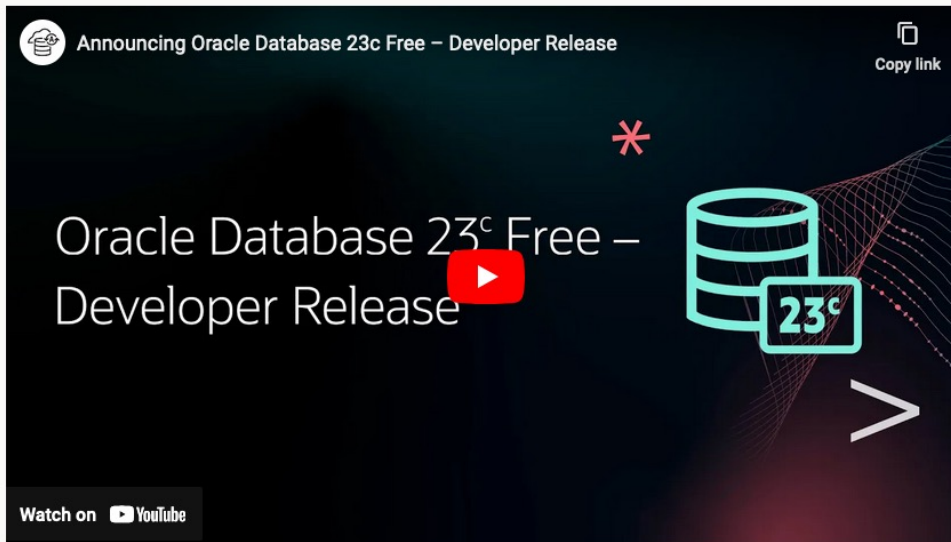 Announcing Oracle Database 23c Free – Developer Release
Copy link
Oracle Database 23c Free –
Developer Release
23c
Watch on YouTube